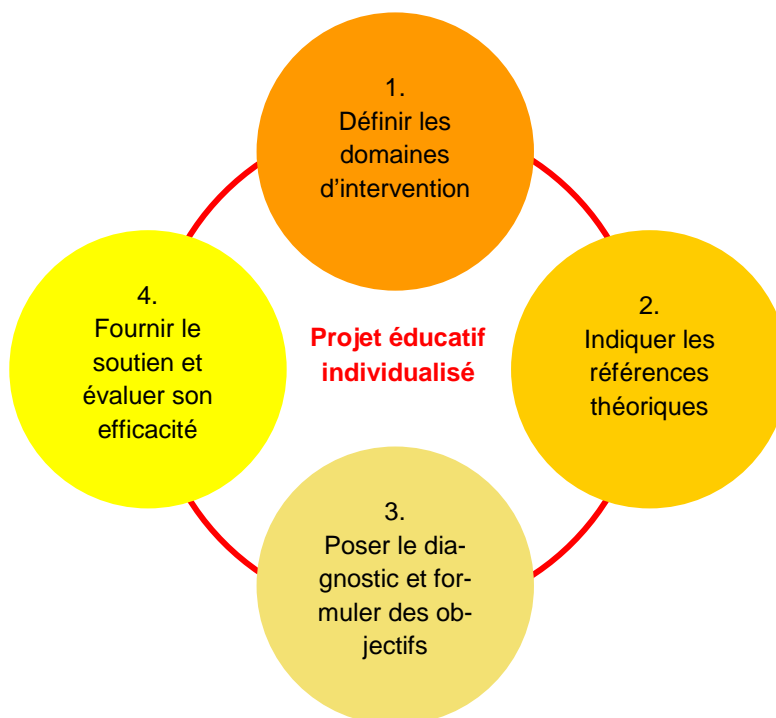 1.
Définir les
domaines
d'intervention
2.
Indiquer les
références
théoriques
3.
Poser le dia-
gnostic et for-
muler des ob-
jectifs
4.
Fournir le
soutien et
évaluer son
efficacité
Projet éducatif
individualisé